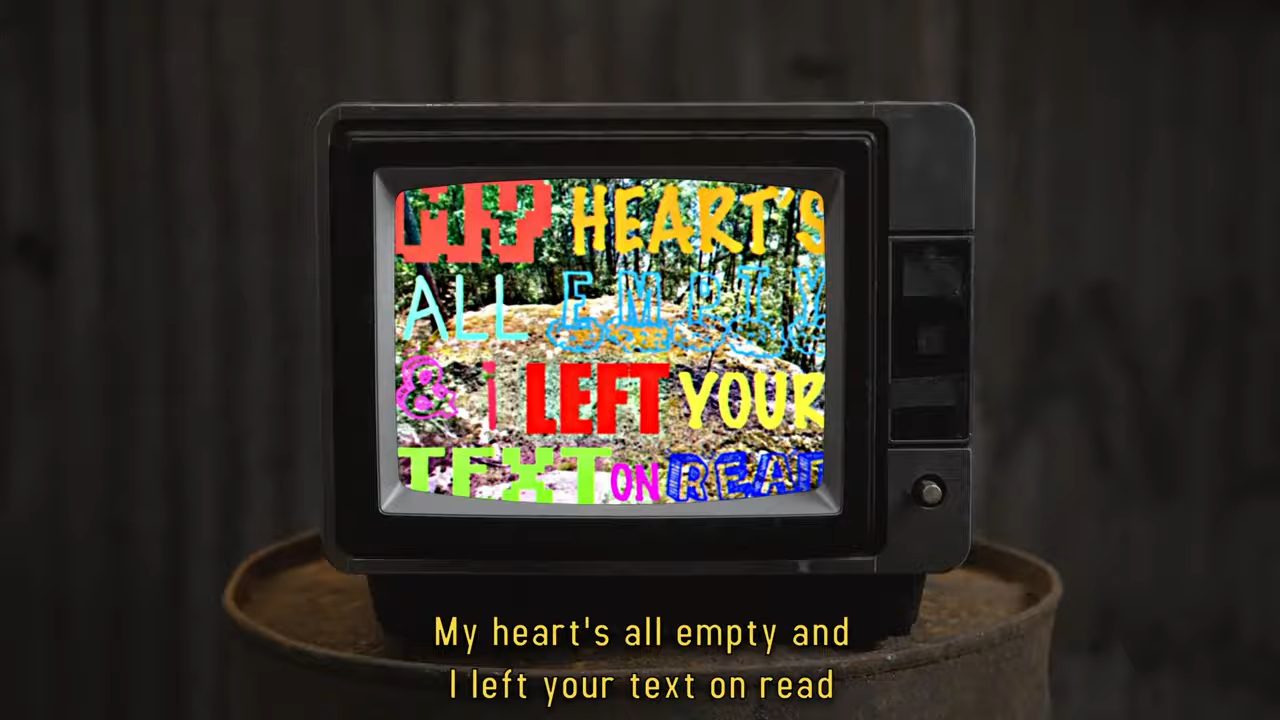 MY HEART'S
ALL EMPTY
& i LEFT YOUR
TEXT ON READ
My heart's all empty and
I left your text on read